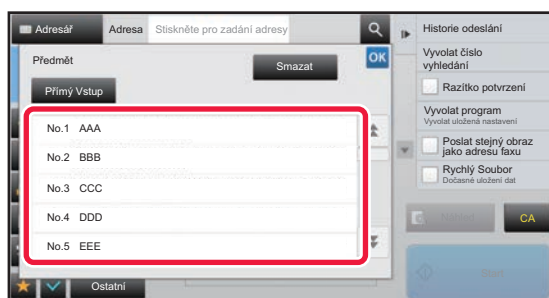 Adresář
Adresa
Stiskněte pro zadání adresy
Předmět
Smazat
OK
Přímý Vstup
No.1 AAA
No.2 BBB
No.3 CCC
No.4 DDD
No.5 EEE
Ostatní
Historie odeslání
Vyvolat číslo
vyhledání
Razítko potvrzení
Vyvolat program
Vyvolat uložená nastavení
Poslat stejný obraz
jako adresu faxu
Rychlý Soubor
Dočasné uložení dat
CA
Start